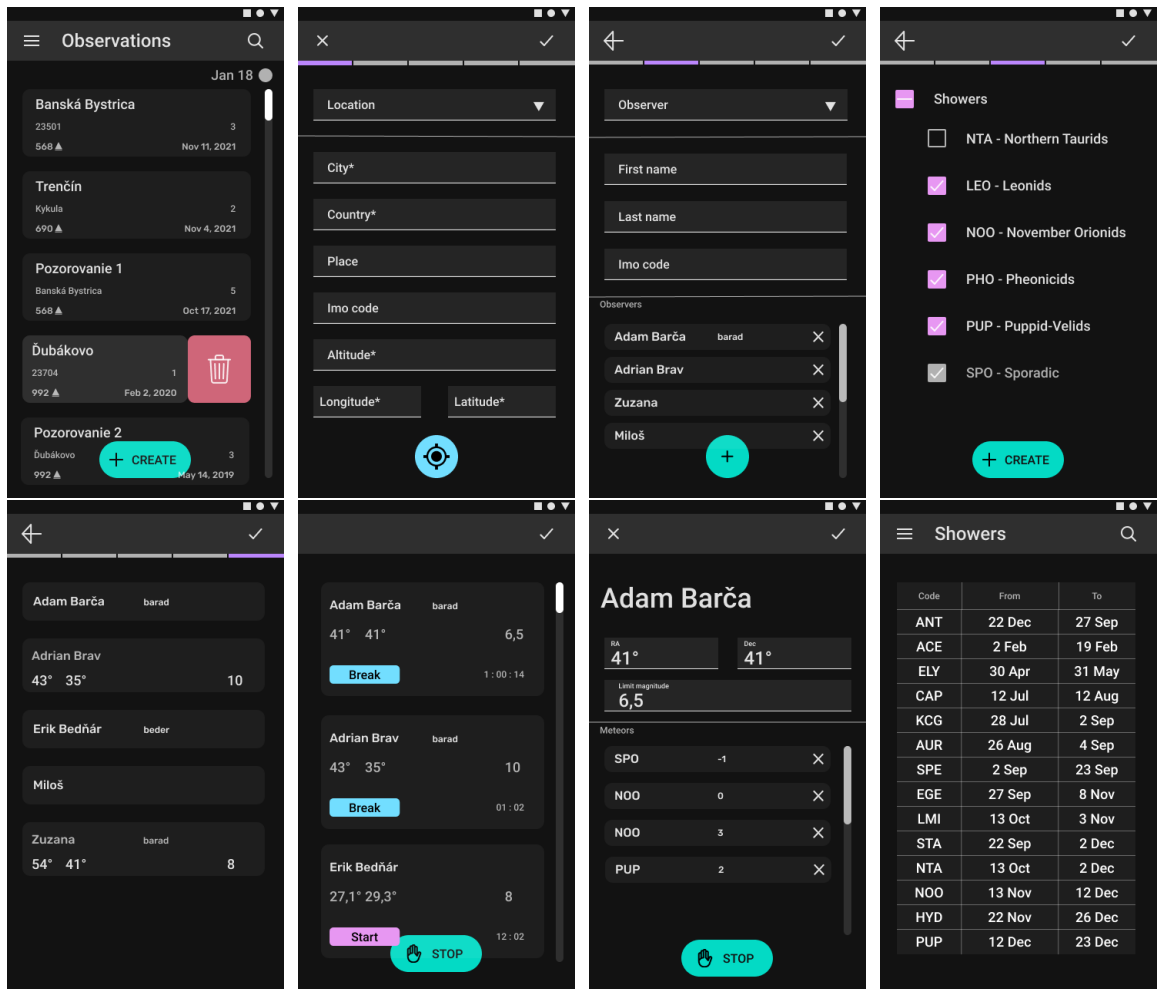 Observations
Jan 18
Banská Bystrica
23501 3
568 Nov 11, 2021
Trenčín
Kykula 2
690 Nov 4, 2021
Pozorovanie 1
Banská Bystrica 5
568 Oct 17, 2021
Ďubákovo
23704 1
992 Feb 2, 2020
Pozorovanie 2
Ďubákovo 3
992 May 14, 2019
+ CREATE
Location
City*
Country*
Place
Imo code
Altitude*
Longitude* Latitude*
Observer
First name
Last name
Imo code
Observers
Adam Barča barad
Adrian Brav
Zuzana
Miloš
+
Showers
NTA - Northern Taurids
LEO - Leonids
NOO - November Orionids
PHO - Pheonicids
PUP - Puppid-Velids
SPO - Sporadic
+ CREATE
Adam Barča barad
Adrian Brav
43° 35° 10
Erik Bedňár beder
Miloš
Zuzana barad
54° 41° 8
Adam Barča barad
41° 41° 6,5
Break 1 : 00 : 14
Adrian Brav barad
43° 35° 10
Break 01 : 02
Erik Bedňár
27,1° 29,3° 8
Start 12 : 02
STOP
Adam Barča
RA Dec
41° 41°
Limit magnitude
6,5
Meteors
SPO -1
NOO 0
NOO 3
PUP 2
STOP
Showers
Code From To
ANT 22 Dec 27 Sep
ACE 2 Feb 19 Feb
ELY 30 Apr 31 May
CAP 12 Jul 12 Aug
KCG 28 Jul 2 Sep
AUR 26 Aug 4 Sep
SPE 2 Sep 23 Sep
EGE 27 Sep 8 Nov
LMI 13 Oct 3 Nov
STA 22 Sep 2 Dec
NTA 13 Oct 2 Dec
NOO 13 Nov 12 Dec
HYD 22 Nov 26 Dec
PUP 12 Dec 23 Dec